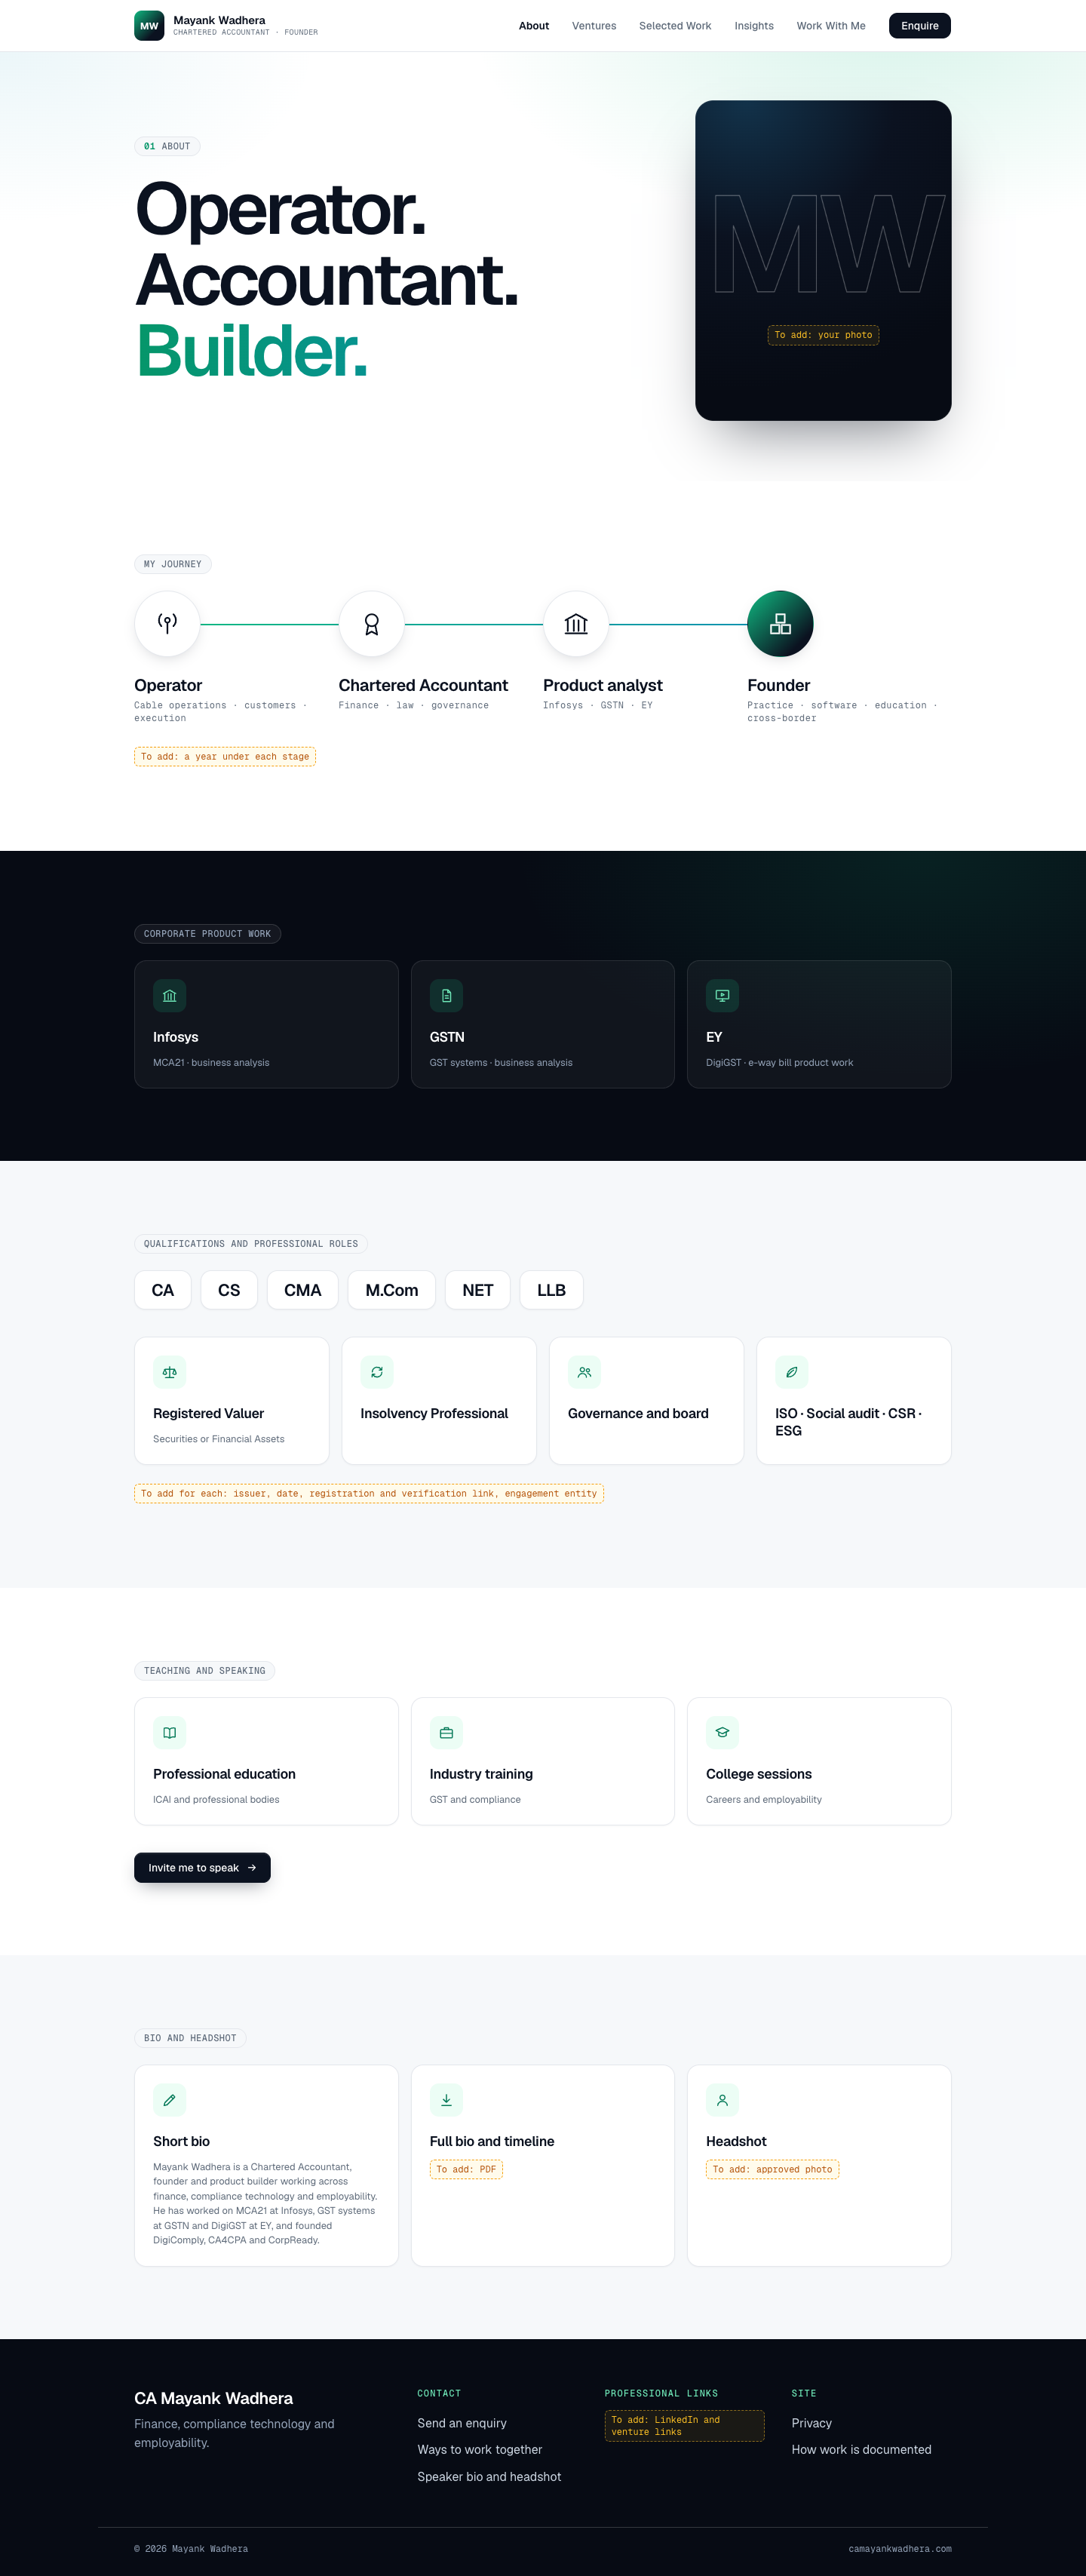 MW
Mayank Wadhera
CHARTERED ACCOUNTANT · FOUNDER
About
Ventures
Selected Work
Insights
Work With Me
Enquire
01 ABOUT
Operator.
Accountant.
Builder.
MW
To add: your photo
MY JOURNEY
Operator
Cable operations · customers ·
execution
Chartered Accountant
Finance · law · governance
Product analyst
Infosys · GSTN · EY
Founder
Practice · software · education ·
cross-border
To add: a year under each stage
CORPORATE PRODUCT WORK
Infosys
MCA21 · business analysis
GSTN
GST systems · business analysis
EY
DigiGST · e-way bill product work
QUALIFICATIONS AND PROFESSIONAL ROLES
CA
CS
CMA
M.Com
NET
LLB
Registered Valuer
Securities or Financial Assets
Insolvency Professional
Governance and board
ISO · Social audit · CSR ·
ESG
To add for each: issuer, date, registration and verification link, engagement entity
TEACHING AND SPEAKING
Professional education
ICAI and professional bodies
Industry training
GST and compliance
College sessions
Careers and employability
Invite me to speak →
BIO AND HEADSHOT
Short bio
Mayank Wadhera is a Chartered Accountant,
founder and product builder working across
finance, compliance technology and employability.
He has worked on MCA21 at Infosys, GST systems
at GSTN and DigiGST at EY, and founded
DigiComply, CA4CPA and CorpReady.
Full bio and timeline
To add: PDF
Headshot
To add: approved photo
CA Mayank Wadhera
Finance, compliance technology and
employability.
CONTACT
Send an enquiry
Ways to work together
Speaker bio and headshot
PROFESSIONAL LINKS
To add: LinkedIn and
venture links
SITE
Privacy
How work is documented
© 2026 Mayank Wadhera
camayankwadhera.com